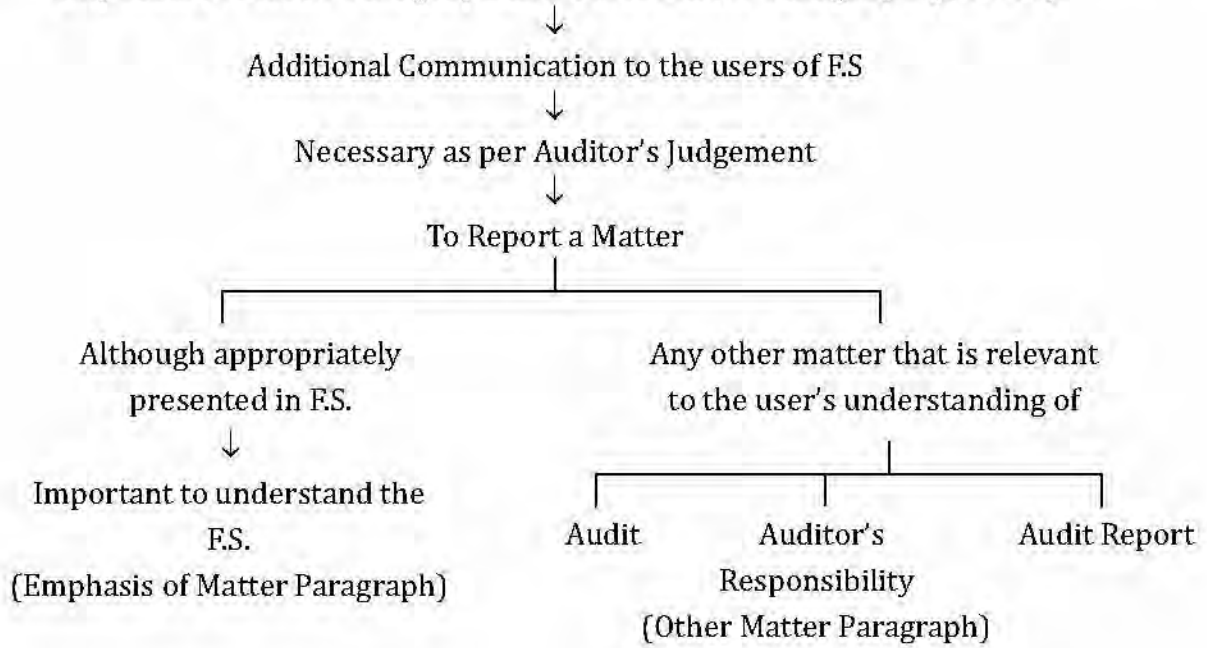 Additional Communication to the users of F.S
Necessary as per Auditor's Judgement
To Report a Matter
Although appropriately
presented in F.S.
Important to understand the
F.S.
(Emphasis of Matter Paragraph)
Any other matter that is relevant
to the user's understanding of
Audit
Auditor's
Responsibility
Audit Report
(Other Matter Paragraph)